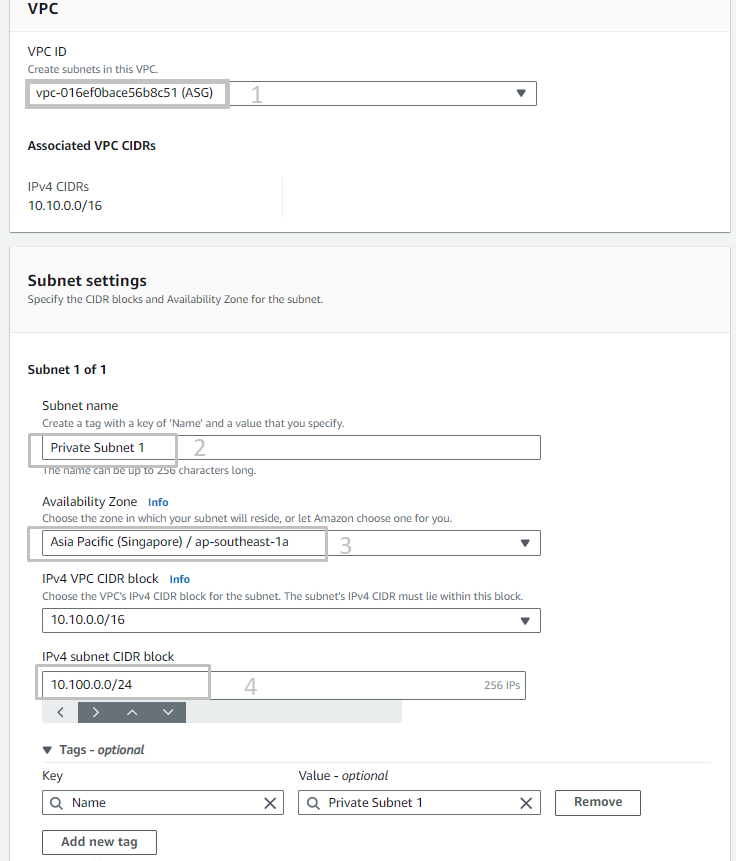 VPC
VPC ID
Create subnets in this VPC.
vpc-016ef0bace56b8c51 (ASG) 1
Associated VPC CIDRs
IPv4 CIDRs
10.10.0.0/16
Subnet settings
Specify the CIDR blocks and Availability Zone for the subnet.
Subnet 1 of 1
Subnet name
Create a tag with a key of 'Name' and a value that you specify.
Private Subnet 1 2
The name can be up to 256 characters long.
Availability Zone Info
Choose the zone in which your subnet will reside, or let Amazon choose one for you.
Asia Pacific (Singapore) / ap-southeast-1a 3
IPv4 VPC CIDR block Info
Choose the VPC's IPv4 CIDR block for the subnet. The subnet's IPv4 CIDR must lie within this block.
10.10.0.0/16
IPv4 subnet CIDR block
10.100.0.0/24 4 256 IPs
Tags - optional
Key Value - optional
Name Private Subnet 1 Remove
Add new tag